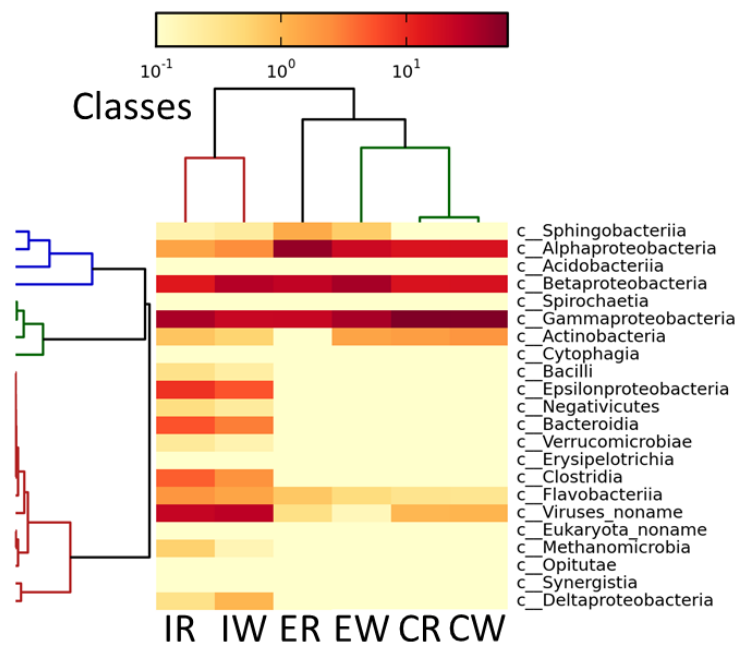 10^-1 10^0 10^1
Classes
c__Sphingobacteriia
c__Alphaproteobacteria
c__Acidobacteriia
c__Betaproteobacteria
c__Spirochaetia
c__Gammaproteobacteria
c__Actinobacteria
c__Cytophagia
c__Bacilli
c__Epsilonproteobacteria
c__Negativicutes
c__Bacteroidia
c__Verrucomicrobiae
c__Erysipelotrichia
c__Clostridia
c__Flavobacteriia
c__Viruses_noname
c__Eukaryota_noname
c__Methanomicrobia
c__Opitutae
c__Synergistia
c__Deltaproteobacteria
IR IW ER EW CR CW